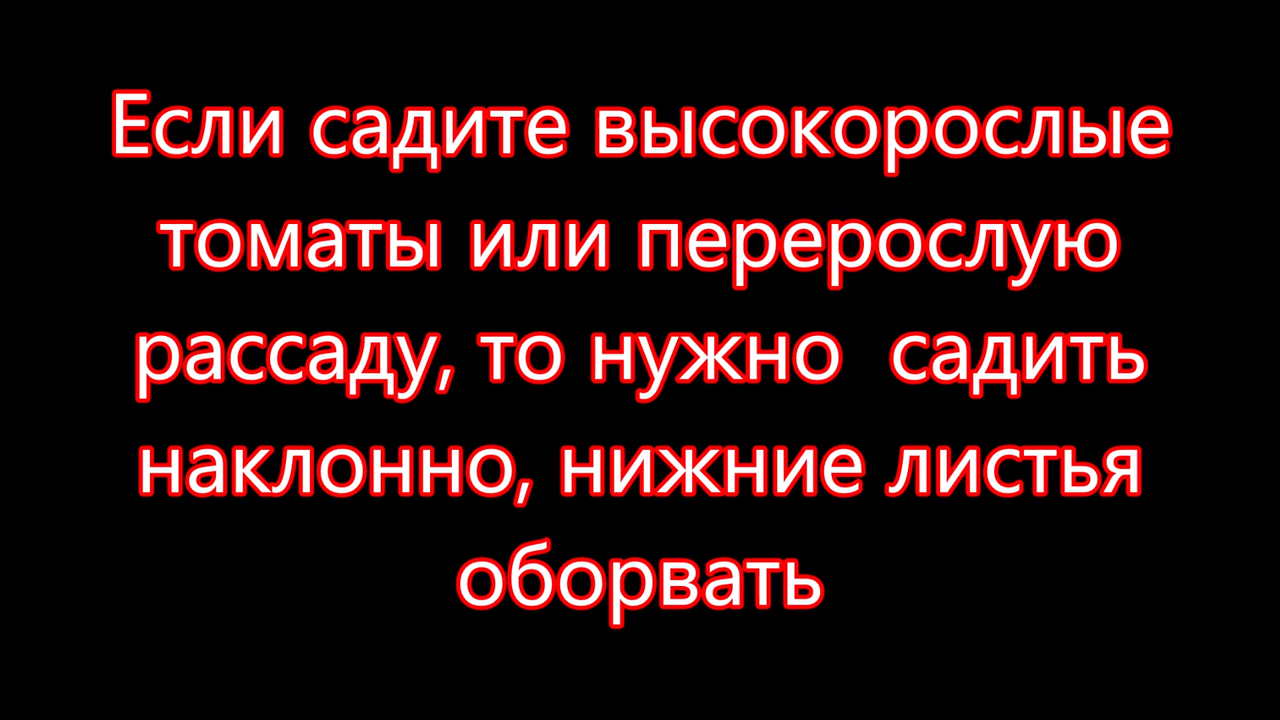 Если садите высокорослые
томаты или перерослую
рассаду, то нужно  садить
наклонно, нижние листья
оборвать